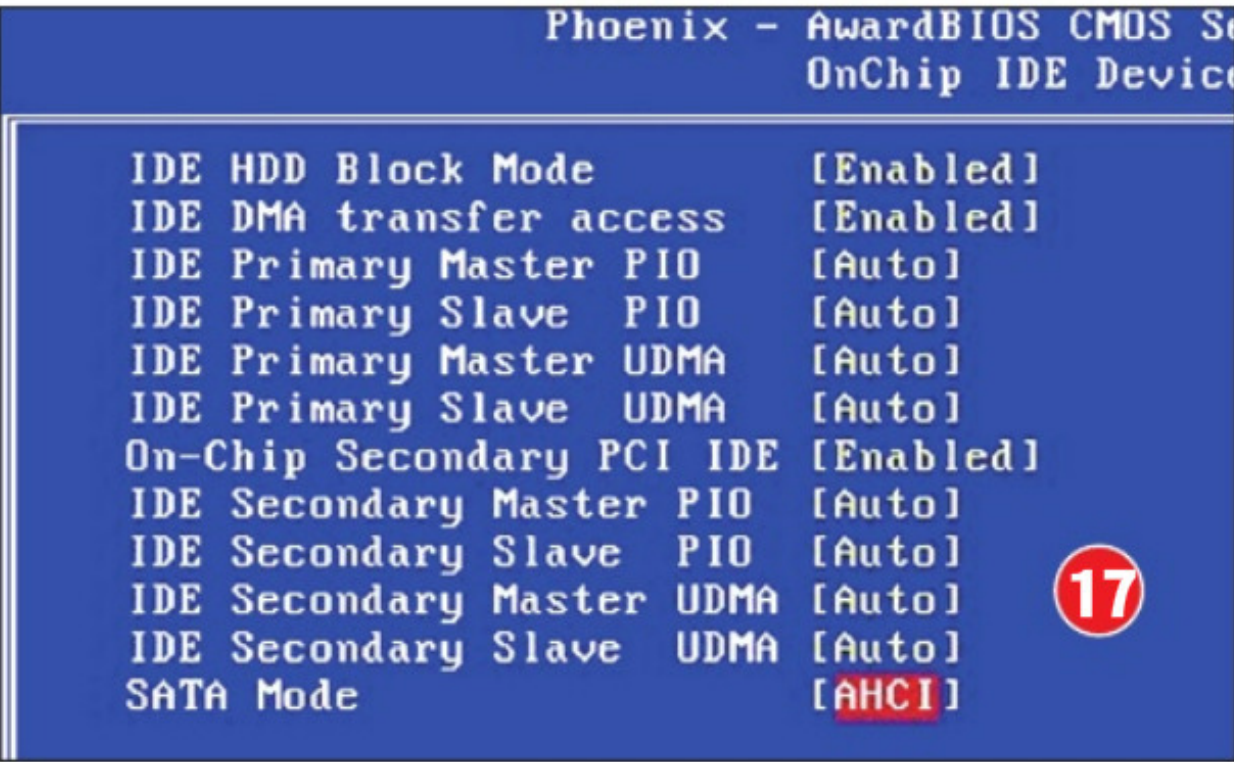 Phoenix - AwardBIOS CMOS
OnChip IDE
IDE HDD Block Mode [Enabled]
IDE DMA transfer access [Enabled]
IDE Primary Master PIO [Auto]
IDE Primary Slave PIO [Auto]
IDE Primary Master UDMA [Auto]
IDE Primary Slave UDMA [Auto]
On-Chip Secondary PCI IDE [Enabled]
IDE Secondary Master PIO [Auto]
IDE Secondary Slave PIO [Auto]
IDE Secondary Master UDMA [Auto]
17
IDE Secondary Slave UDMA [Auto]
SATA Mode [AHCI]